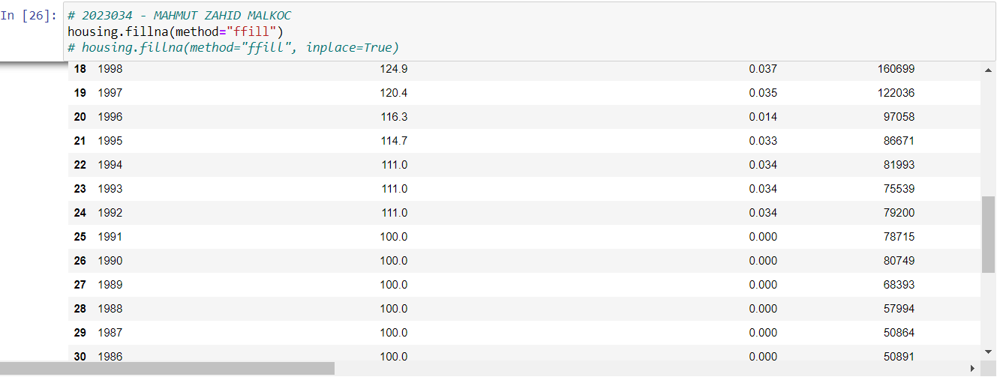 In [26]: # 2023034 - MAHMUT ZAHID MALKOC
housing.fillna(method="ffill")
# housing.fillna(method="ffill", inplace=True)
18 1998 124.9 0.037 160699
19 1997 120.4 0.035 122036
20 1996 116.3 0.014 97058
21 1995 114.7 0.033 86671
22 1994 111.0 0.034 81993
23 1993 111.0 0.034 75539
24 1992 111.0 0.034 79200
25 1991 100.0 0.000 78715
26 1990 100.0 0.000 80749
27 1989 100.0 0.000 68393
28 1988 100.0 0.000 57994
29 1987 100.0 0.000 50864
30 1986 100.0 0.000 50891